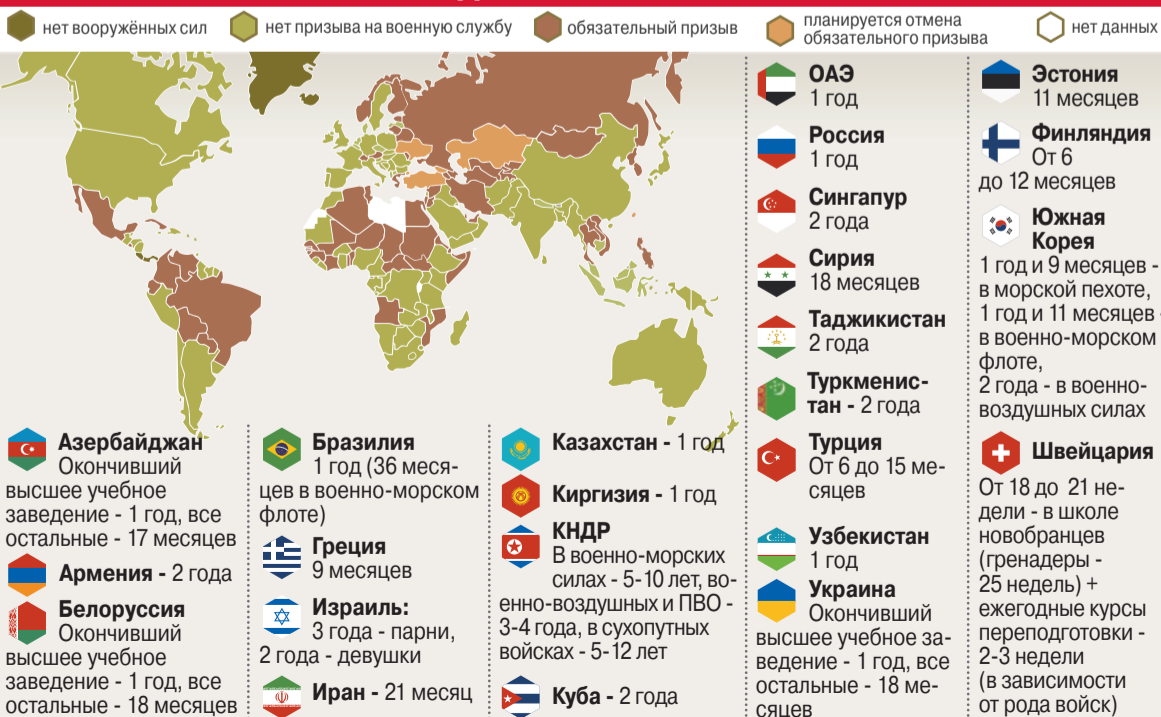 нет вооружённых сил
нет призыва на военную службу
обязательный призыв
планируется отмена
обязательного призыва
нет данных
Азербайджан
Окончивший
высшее учебное
заведение - 1 год, все
остальные - 17 месяцев
Армения - 2 года
Белоруссия
Окончивший
высшее учебное
заведение - 1 год, все
остальные - 18 месяцев
Бразилия
1 год (36 меся-
цев в военно-морском
флоте)
Греция
9 месяцев
Израиль:
3 года - парни,
2 года - девушки
Иран - 21 месяц
Казахстан - 1 год
Киргизия - 1 год
КНДР
В военно-морских
силах - 5-10 лет, во-
енно-воздушных и ПВО -
3-4 года, в сухопутных
войсках - 5-12 лет
Куба - 2 года
ОАЭ
1 год
Россия
1 год
Сингапур
2 года
Сирия
18 месяцев
Таджикистан
2 года
Туркменис-
тан - 2 года
Турция
От 6 до 15 ме-
сяцев
Узбекистан
1 год
Украина
Окончивший
высшее учебное за-
ведение - 1 год, все
остальные - 18 ме-
сяцев
Эстония
11 месяцев
Финляндия
От 6
до 12 месяцев
Южная
Корея
1 год и 9 месяцев -
в морской пехоте,
1 год и 11 месяцев -
в военно-морском
флоте,
2 года - в военно-
воздушных силах
Швейцария
От 18 до 21 не-
дели - в школе
новобранцев
(гренадеры -
25 недель) +
ежегодные курсы
переподготовки -
2-3 недели
(в зависимости
от рода войск)